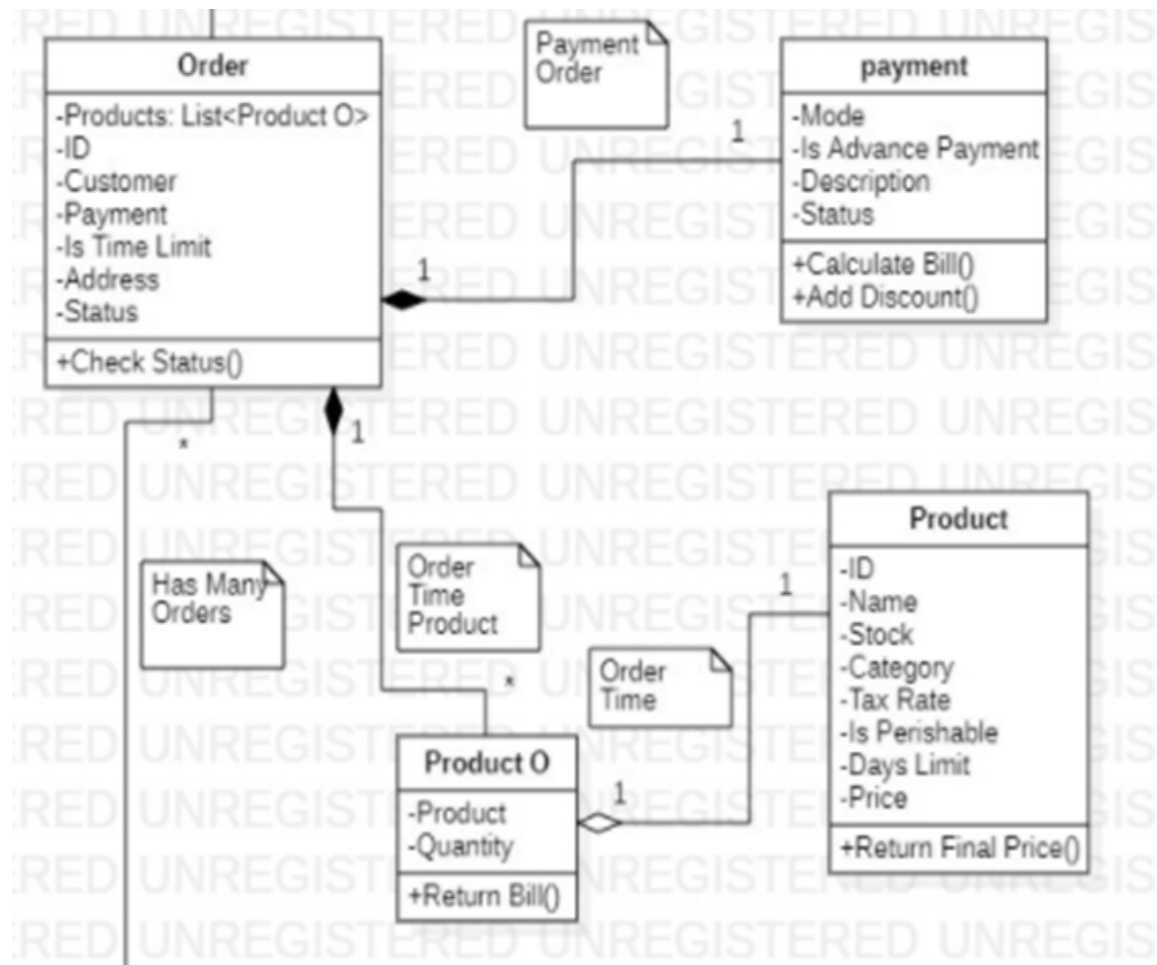 Order
-Products: List<Product O>
-ID
-Customer
-Payment
-Is Time Limit
-Address
-Status
+Check Status()
Payment
Order
payment
-Mode
-Is Advance Payment
-Description
-Status
+Calculate Bill()
+Add Discount()
1
1
1
*
Has Many
Orders
Order
Time
Product
*
Order
Time
1
1
Product O
-Product
-Quantity
+Return Bill()
Product
-ID
-Name
-Stock
-Category
-Tax Rate
-Is Perishable
-Days Limit
-Price
+Return Final Price()
UNREGISTERED